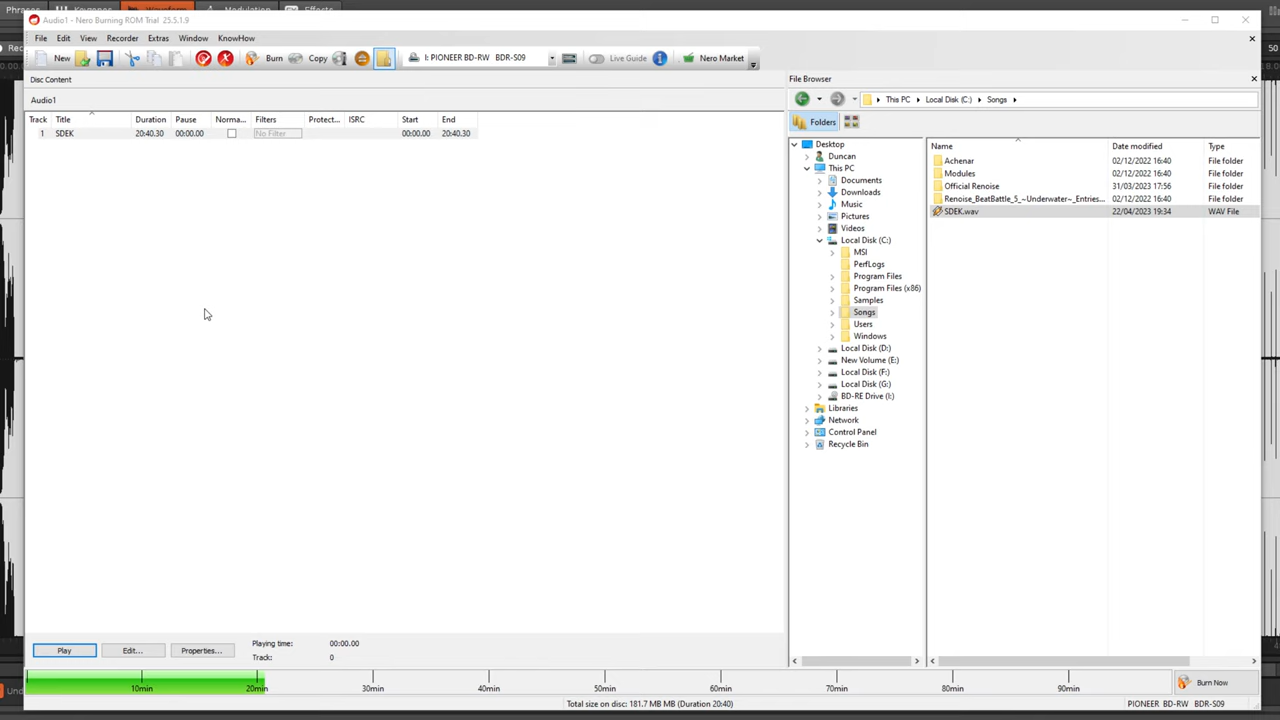 Phrases Keyzones Waveform Modulation Effects
Audio1 - Nero Burning ROM Trial 25.5.1.9
File Edit View Recorder Extras Window KnowHow
New Burn Copy I: PIONEER BD-RW BDR-S09 Live Guide Nero Market
Disc Content
File Browser
Audio1
This PC Local Disk (C:) Songs
Folders
Track Title Duration Pause Norma... Filters Protect... ISRC Start End
1 SDEK 20:40.30 00:00.00 No Filter 00:00.00 20:40.30
Desktop
Duncan
This PC
Documents
Downloads
Music
Pictures
Videos
Local Disk (C:)
MSI
PerfLogs
Program Files
Program Files (x86)
Samples
Songs
Users
Windows
Local Disk (D:)
New Volume (E:)
Local Disk (F:)
Local Disk (G:)
BD-RE Drive (I:)
Libraries
Network
Control Panel
Recycle Bin
Name Date modified Type
Achenar 02/12/2022 16:40 File folder
Modules 02/12/2022 16:40 File folder
Official Renoise 31/03/2023 17:56 File folder
Renoise_BeatBattle_5_~Underwater~_Entries... 02/12/2022 16:40 File folder
SDEK.wav 22/04/2023 19:34 WAV File
Play Edit... Properties...
Playing time: 00:00.00
Track: 0
10min 20min 30min 40min 50min 60min 70min 80min 90min
Burn Now
Total size on disc: 181.7 MB MB (Duration 20:40)
PIONEER BD-RW BDR-S09